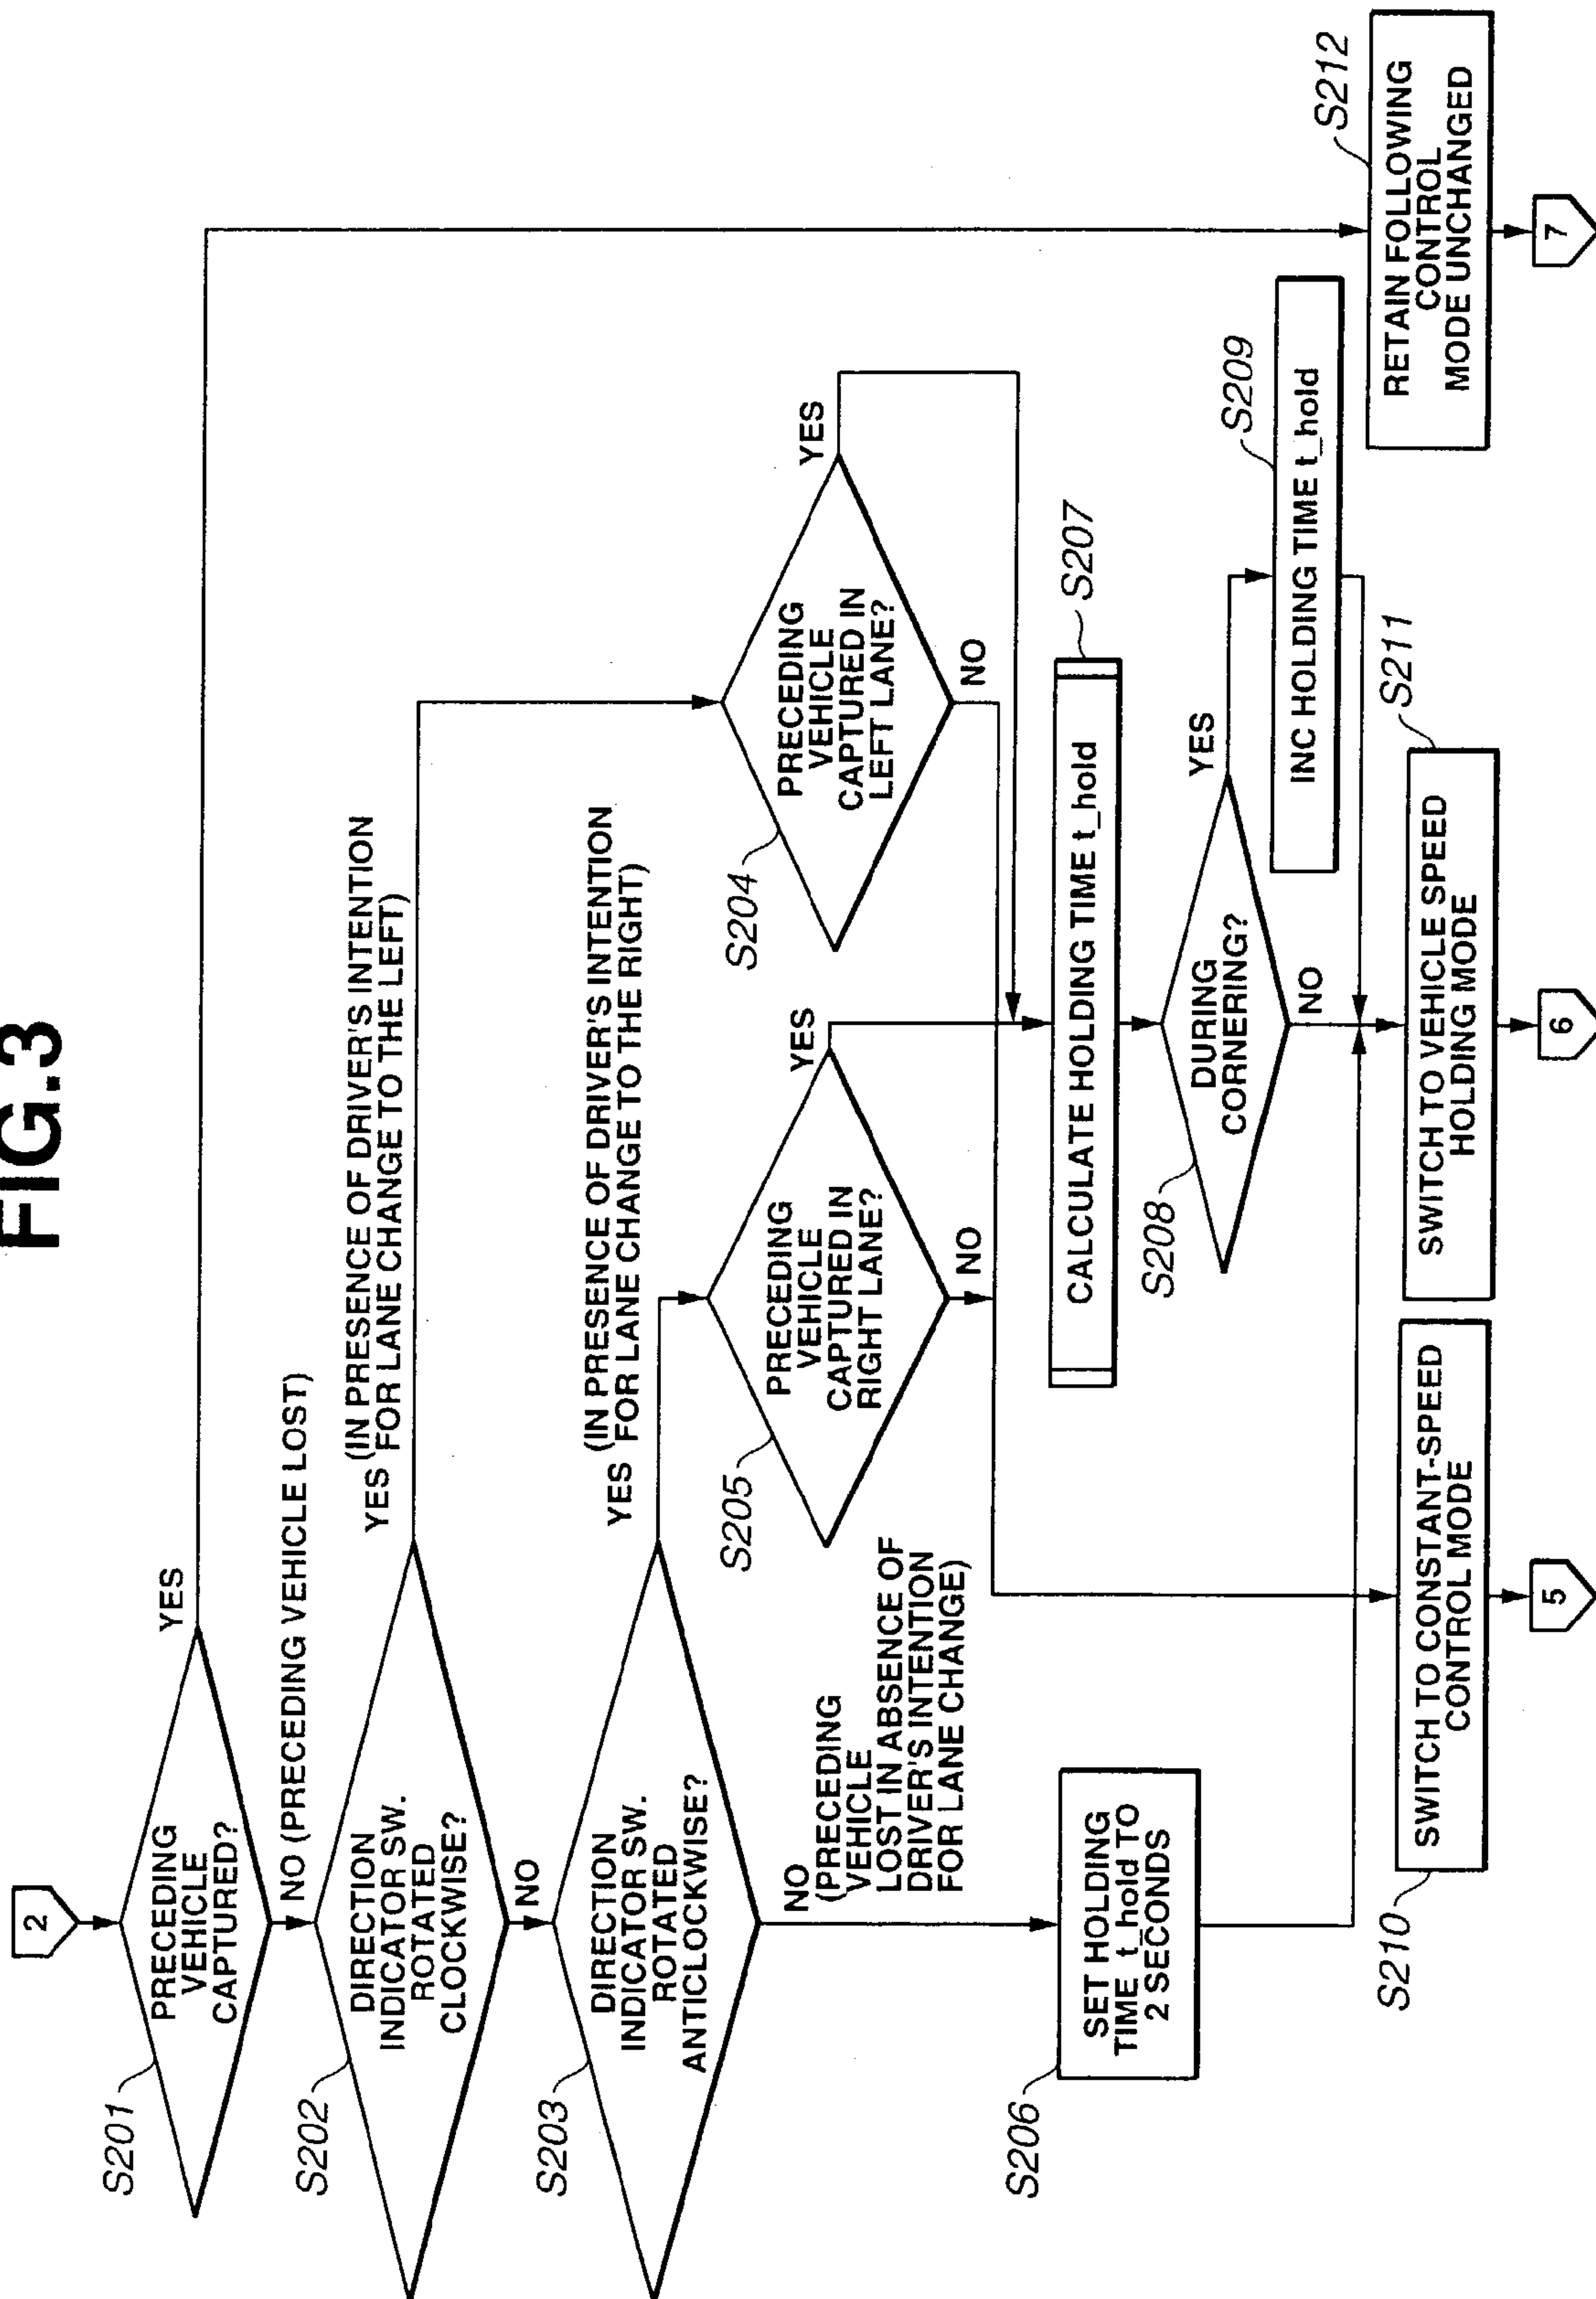 FIG.3
2
S201
PRECEDING
VEHICLE
CAPTURED?
YES
NO (PRECEDING VEHICLE LOST)
S202
DIRECTION
INDICATOR SW.
ROTATED
CLOCKWISE?
YES (IN PRESENCE OF DRIVER'S INTENTION
FOR LANE CHANGE TO THE LEFT)
NO
S203
DIRECTION
INDICATOR SW.
ROTATED
ANTICLOCKWISE?
YES (IN PRESENCE OF DRIVER'S INTENTION
FOR LANE CHANGE TO THE RIGHT)
NO
(PRECEDING
VEHICLE
LOST IN ABSENCE OF
DRIVER'S INTENTION
FOR LANE CHANGE)
S205
PRECEDING
VEHICLE
CAPTURED IN
RIGHT LANE?
YES
NO
S204
PRECEDING
VEHICLE
CAPTURED IN
LEFT LANE?
YES
NO
S206
SET HOLDING
TIME t_hold TO
2 SECONDS
CALCULATE HOLDING TIME t_hold
S207
S208
DURING
CORNERING?
YES
NO
INC HOLDING TIME t_hold
S209
S210
SWITCH TO CONSTANT-SPEED
CONTROL MODE
5
S211
SWITCH TO VEHICLE SPEED
HOLDING MODE
6
S212
RETAIN FOLLOWING
CONTROL
MODE UNCHANGED
7